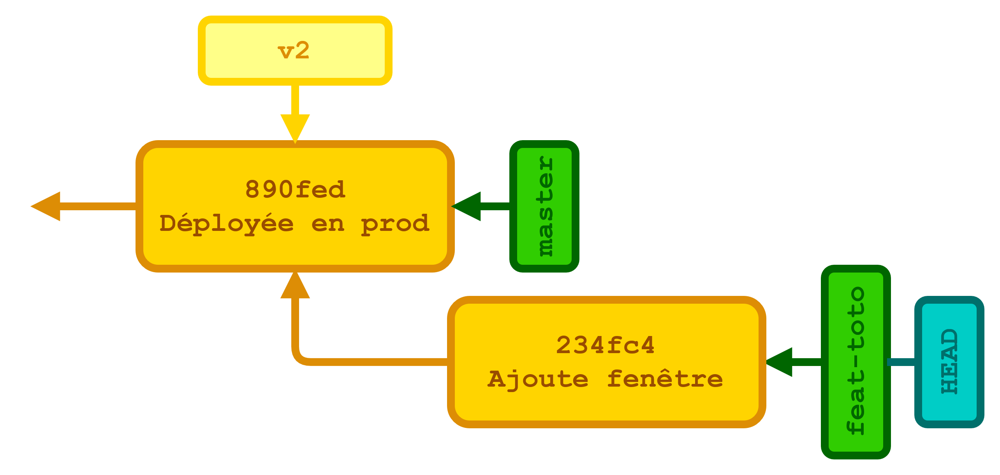 v2
890fed
Déployée en prod
master
234fc4
Ajoute fenêtre
feat-toto
HEAD